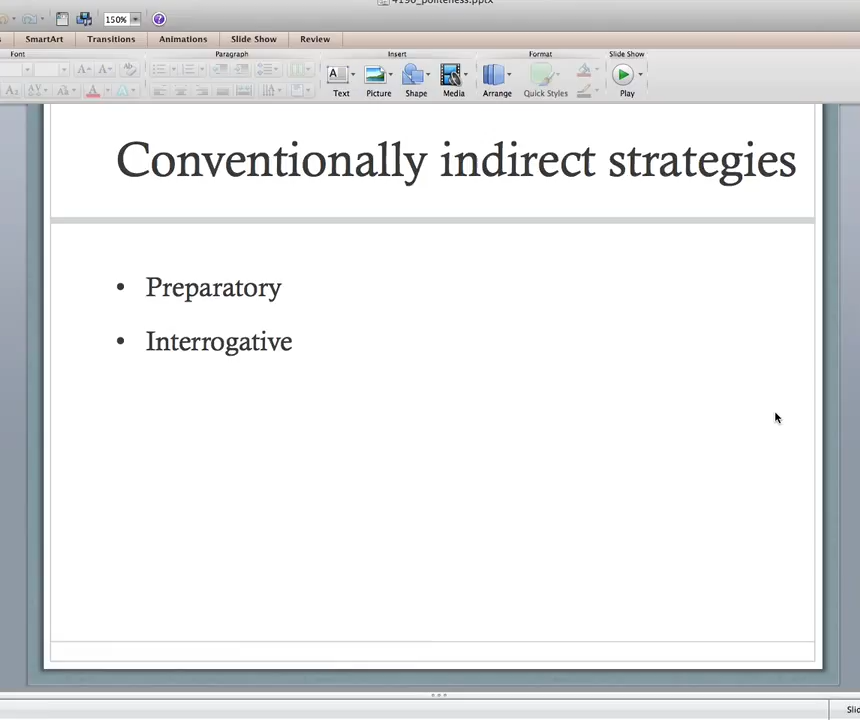 4190_politeness.pptx
150%
SmartArt Transitions Animations Slide Show Review
Font Paragraph Insert Format Slide Show
Text Picture Shape Media Arrange Quick Styles Play
Conventionally indirect strategies
• Preparatory
• Interrogative